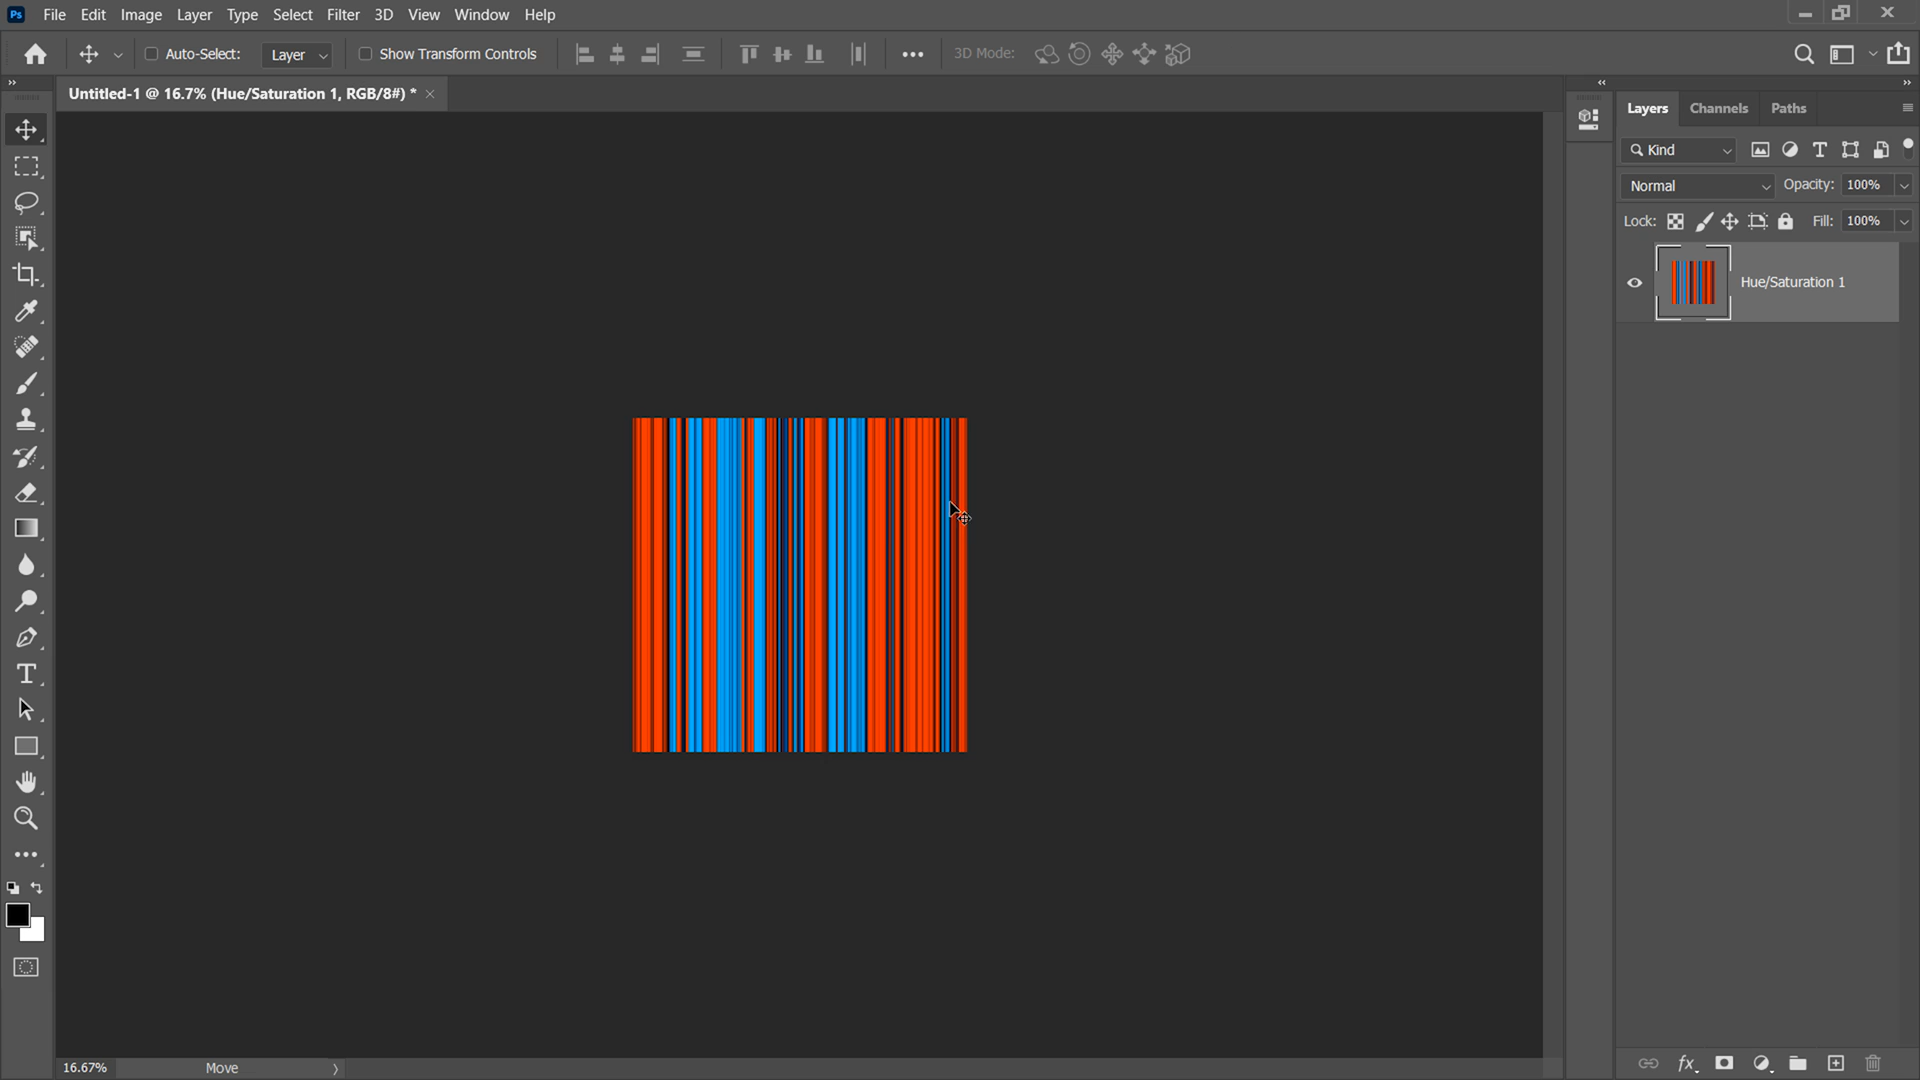 Ps File Edit Image Layer Type Select Filter 3D View Window Help
Auto-Select: Layer Show Transform Controls 3D Mode:
Untitled-1 @ 16.7% (Hue/Saturation 1, RGB/8#) *
Layers Channels Paths
Kind
Normal Opacity: 100%
Lock: Fill: 100%
Hue/Saturation 1
fx
16.67% Move